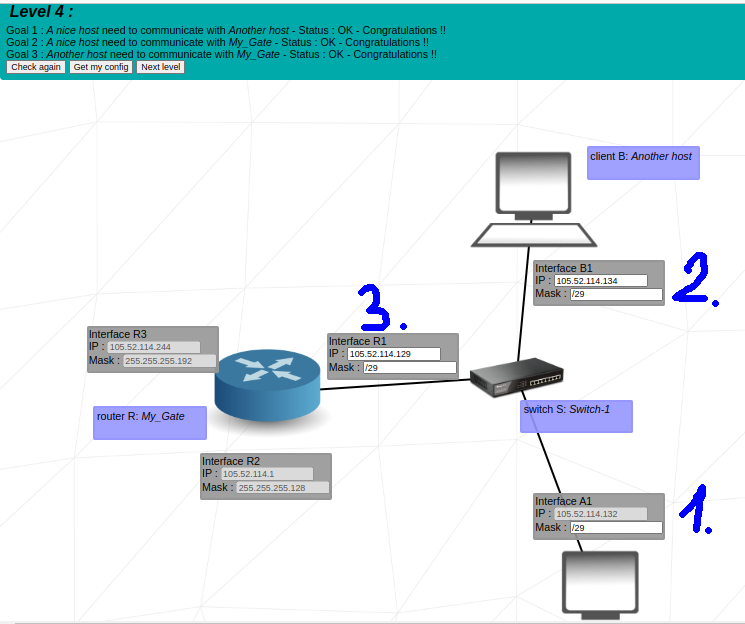 Level 4 :
Goal 1 : A nice host need to communicate with Another host - Status : OK - Congratulations !!
Goal 2 : A nice host need to communicate with My_Gate - Status : OK - Congratulations !!
Goal 3 : Another host need to communicate with My_Gate - Status : OK - Congratulations !!
Check again Get my config Next level
client B: Another host
Interface B1
IP : 105.52.114.134
Mask : /29
2.
3.
Interface R3
IP : 105.52.114.244
Mask : 255.255.255.192
Interface R1
IP : 105.52.114.129
Mask : /29
router R: My_Gate
switch S: Switch-1
Interface R2
IP : 105.52.114.1
Mask : 255.255.255.128
Interface A1
IP : 105.52.114.132
Mask : /29
1.